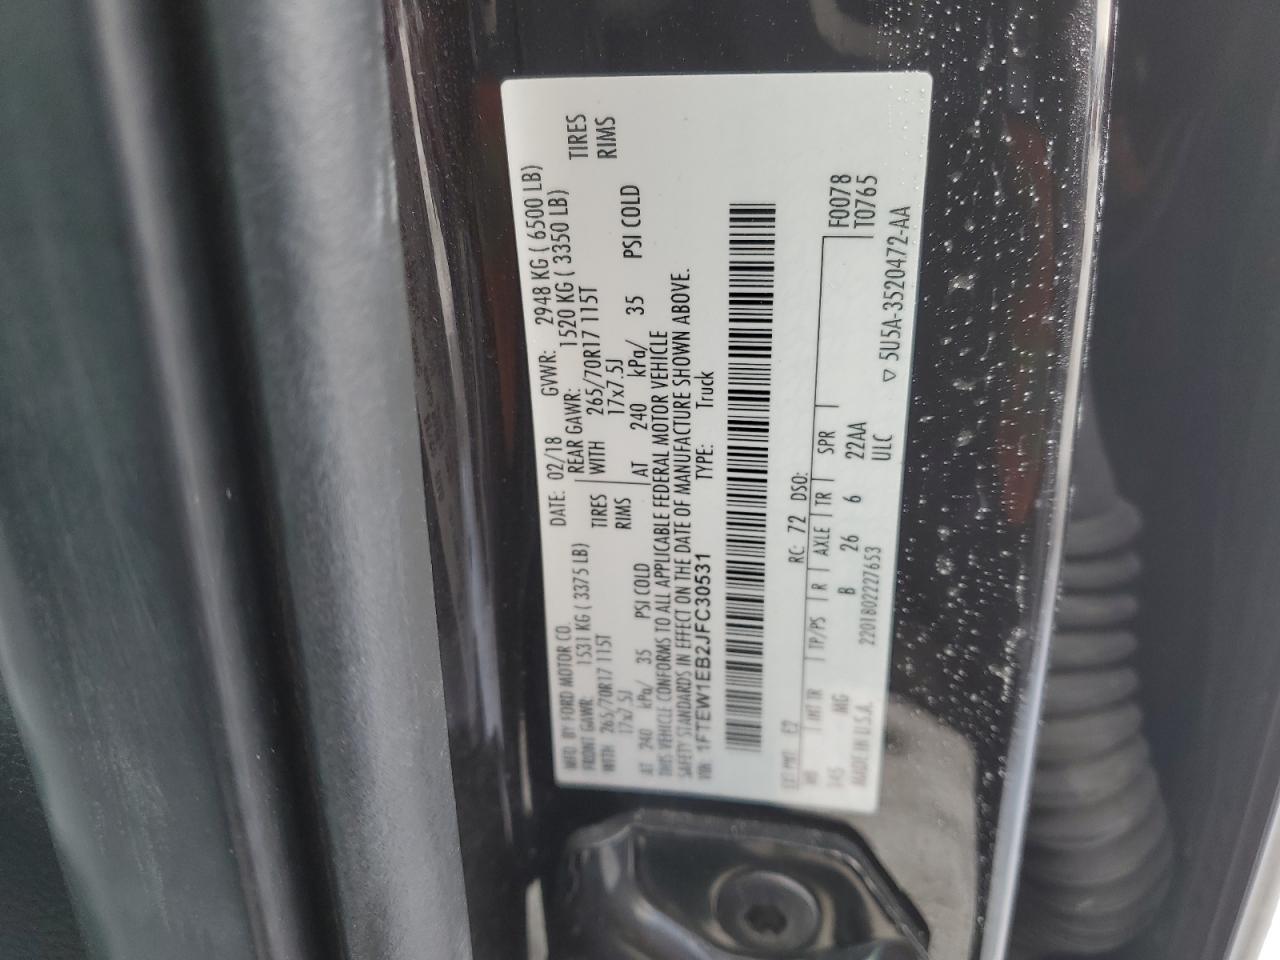 MFD. BY FORD MOTOR CO. DATE: 02/18 GVWR: 2948 KG ( 6500 LB)
FRONT GAWR: 1531 KG ( 3375 LB) REAR GAWR: 1520 KG ( 3350 LB)
WITH 265/70R17 115T TIRES WITH 265/70R17 115T TIRES
17x7.5J RIMS 17x7.5J RIMS
AT 240 kPa/ 35 PSI COLD AT 240 kPa/ 35 PSI COLD
THIS VEHICLE CONFORMS TO ALL APPLICABLE FEDERAL MOTOR VEHICLE
SAFETY STANDARDS IN EFFECT ON THE DATE OF MANUFACTURE SHOWN ABOVE.
VIN: 1FTEW1EB2JFC30531 TYPE: Truck
EXT PNT: E7 RC: 72 DSO:
WB INT TR TP/PS R AXLE TR SPR F0078
145 MG B 26 6 22AA T0765
MADE IN U.S.A. 2201802227653 ULC
▽ 5U5A-3520472-AA